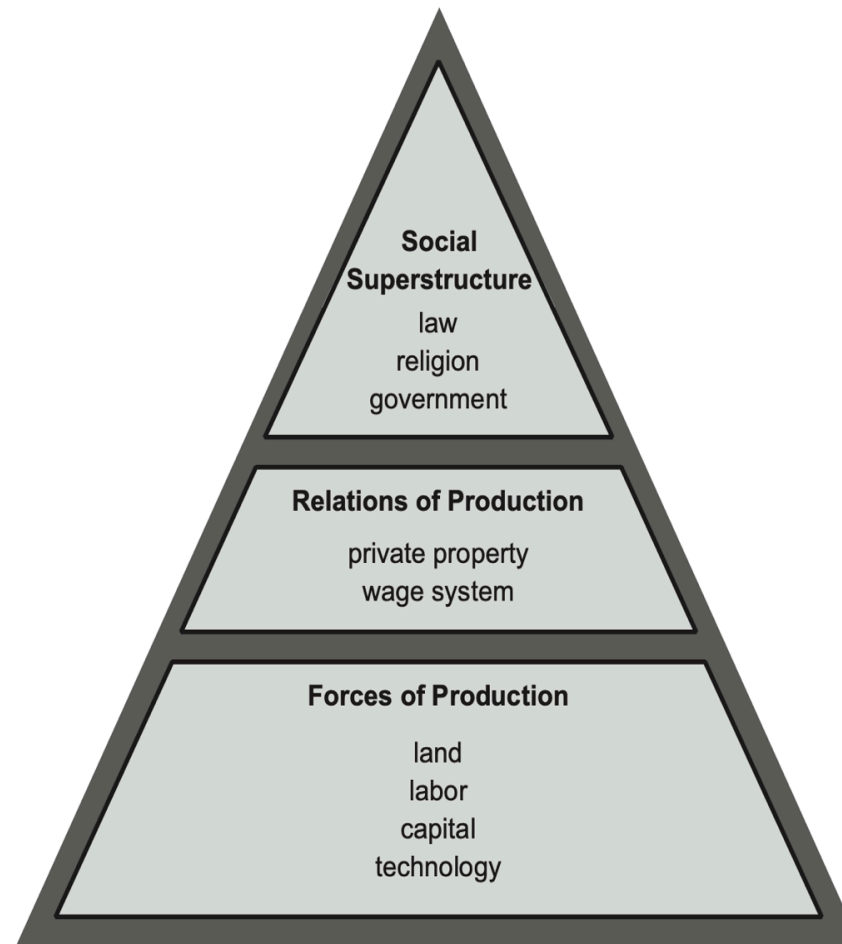 Social
Superstructure
law
religion
government
Relations of Production
private property
wage system
Forces of Production
land
labor
capital
technology